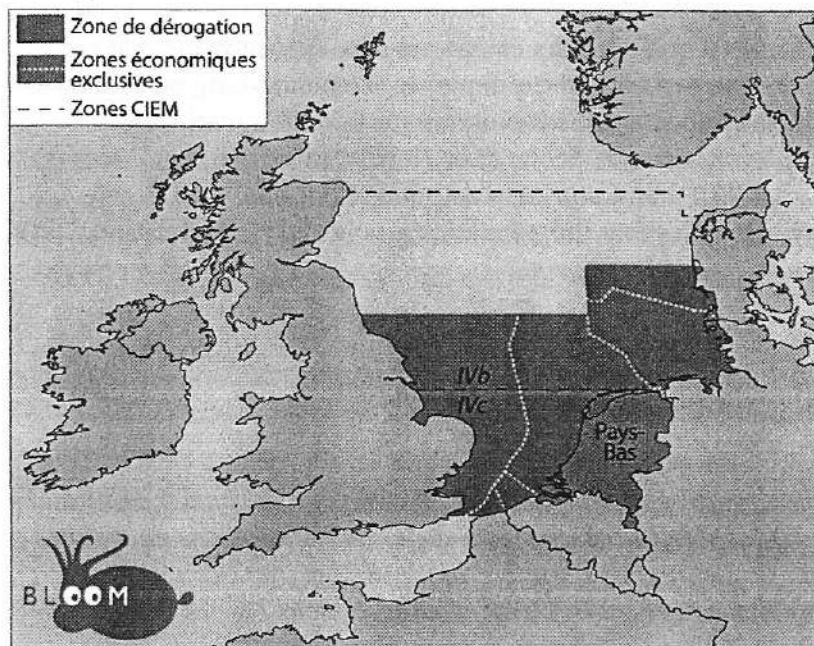 Zone de dérogation
Zones économiques
exclusives
Zones CIEM
IVb
IVc
Pays-
Bas
BLOOM